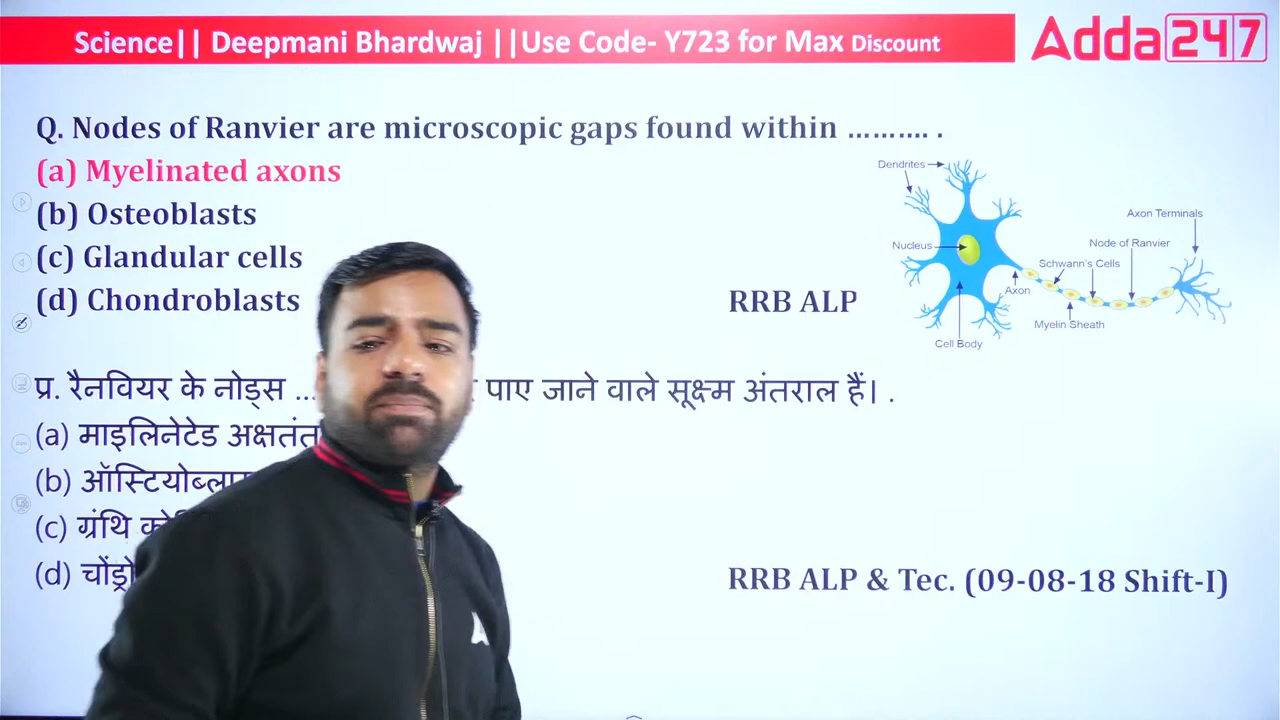 Science|| Deepmani Bhardwaj ||Use Code- Y723 for Max Discount
Adda247
Q. Nodes of Ranvier are microscopic gaps found within .......... .
(a) Myelinated axons
(b) Osteoblasts
(c) Glandular cells
(d) Chondroblasts
RRB ALP
Dendrites
Nucleus
Cell Body
Axon
Schwann's Cells
Myelin Sheath
Node of Ranvier
Axon Terminals
प्र. रैनवियर के नोड्स ... पाए जाने वाले सूक्ष्म अंतराल हैं। .
(a) माइलिनेटेड
(b)
(c) ग्रंथि
(d)
RRB ALP & Tec. (09-08-18 Shift-I)